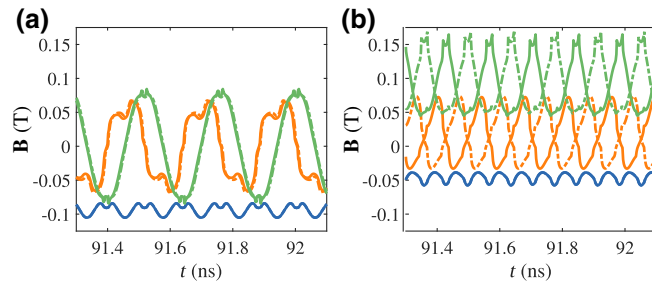 (a) (b)
0.15 0.15
0.1 0.1
0.05 0.05
B (T) B (T)
0 0
-0.05 -0.05
-0.1 -0.1
91.4 91.6 91.8 92 91.4 91.6 91.8 92
t (ns) t (ns)